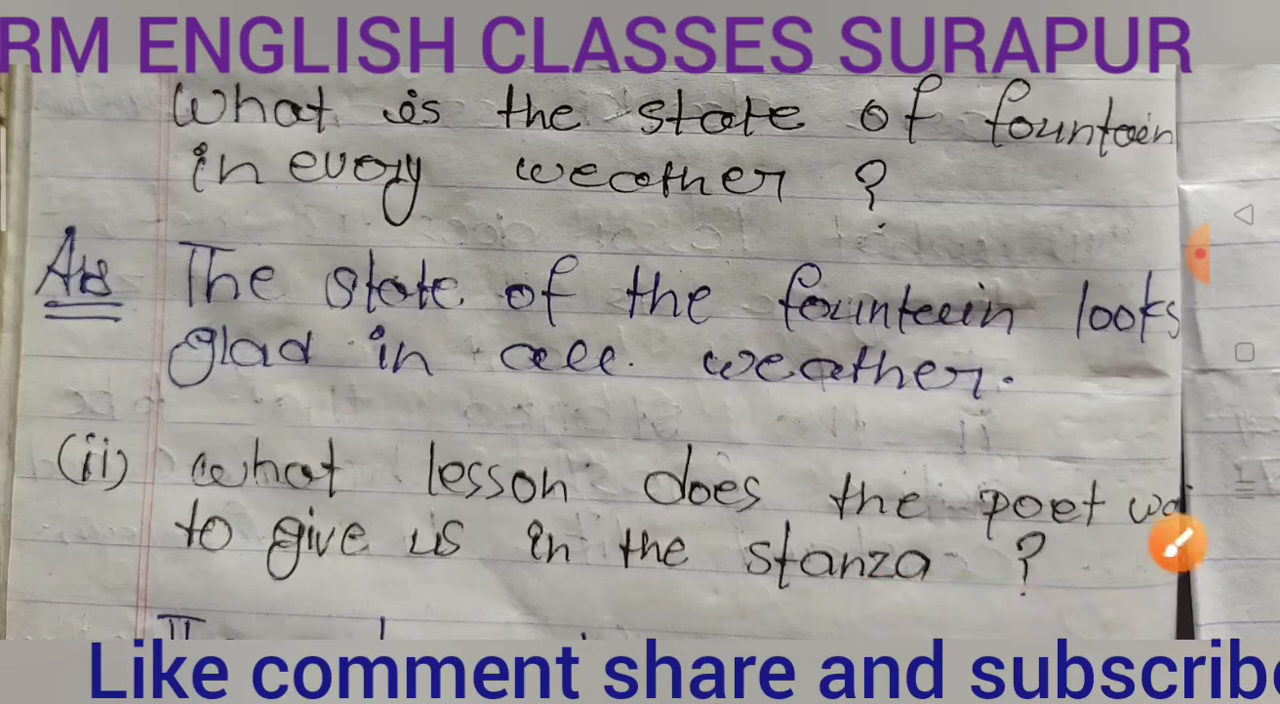 RM ENGLISH CLASSES SURAPUR
What is the state of fountain
in every weather ?
Ans The state of the fountain looks
glad in all. weather.
(ii) what lesson does the poet
to give us in the stanza ?
Like comment share and subscribe